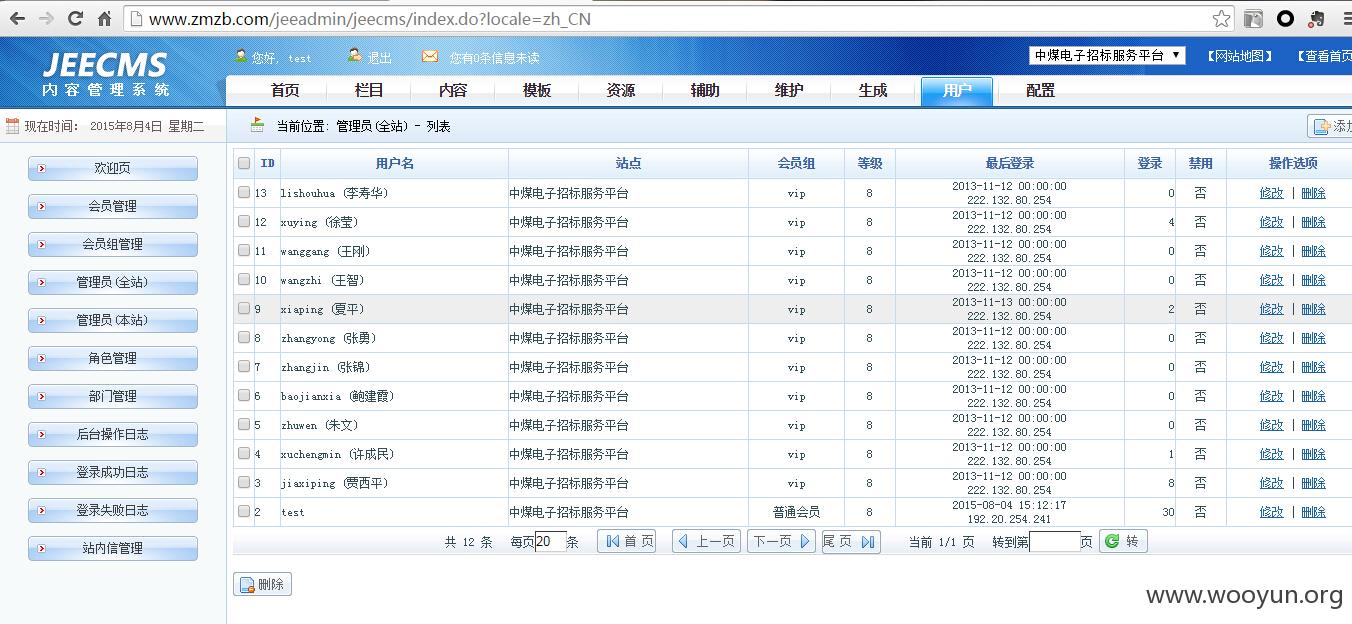 www.zmzb.com/jeeadmin/jeecms/index.do?locale=zh_CN
JEECMS
内容管理系统
您好, test 退出 您有0条信息未读 中煤电子招标服务平台 【网站地图】 【查看首页
首页 栏目 内容 模板 资源 辅助 维护 生成 用户 配置
现在时间: 2015年8月4日 星期二
当前位置: 管理员(全站) - 列表 添加
欢迎页
会员管理
会员组管理
管理员(全站)
管理员(本站)
角色管理
部门管理
后台操作日志
登录成功日志
登录失败日志
站内信管理
ID 用户名 站点 会员组 等级 最后登录 登录 禁用 操作选项
13 lishouhua (李寿华) 中煤电子招标服务平台 vip 8 2013-11-12 00:00:00 222.132.80.254 0 否 修改 | 删除
12 xuying (徐莹) 中煤电子招标服务平台 vip 8 2013-11-12 00:00:00 222.132.80.254 4 否 修改 | 删除
11 wanggang (王刚) 中煤电子招标服务平台 vip 8 2013-11-12 00:00:00 222.132.80.254 0 否 修改 | 删除
10 wangzhi (王智) 中煤电子招标服务平台 vip 8 2013-11-12 00:00:00 222.132.80.254 0 否 修改 | 删除
9 xiaping (夏平) 中煤电子招标服务平台 vip 8 2013-11-13 00:00:00 222.132.80.254 2 否 修改 | 删除
8 zhangyong (张勇) 中煤电子招标服务平台 vip 8 2013-11-12 00:00:00 222.132.80.254 0 否 修改 | 删除
7 zhangjin (张锦) 中煤电子招标服务平台 vip 8 2013-11-12 00:00:00 222.132.80.254 0 否 修改 | 删除
6 baojianxia (鲍建霞) 中煤电子招标服务平台 vip 8 2013-11-12 00:00:00 222.132.80.254 0 否 修改 | 删除
5 zhuwen (朱文) 中煤电子招标服务平台 vip 8 2013-11-12 00:00:00 222.132.80.254 0 否 修改 | 删除
4 xuchengmin (许成民) 中煤电子招标服务平台 vip 8 2013-11-12 00:00:00 222.132.80.254 1 否 修改 | 删除
3 jiaxiping (贾西平) 中煤电子招标服务平台 vip 8 2013-11-12 00:00:00 222.132.80.254 8 否 修改 | 删除
2 test 中煤电子招标服务平台 普通会员 8 2015-08-04 15:12:17 192.20.254.241 30 否 修改 | 删除
共 12 条 每页20条 首 页 上一页 下一页 尾 页 当前 1/1 页 转到第 页 转
删除
www.wooyun.org